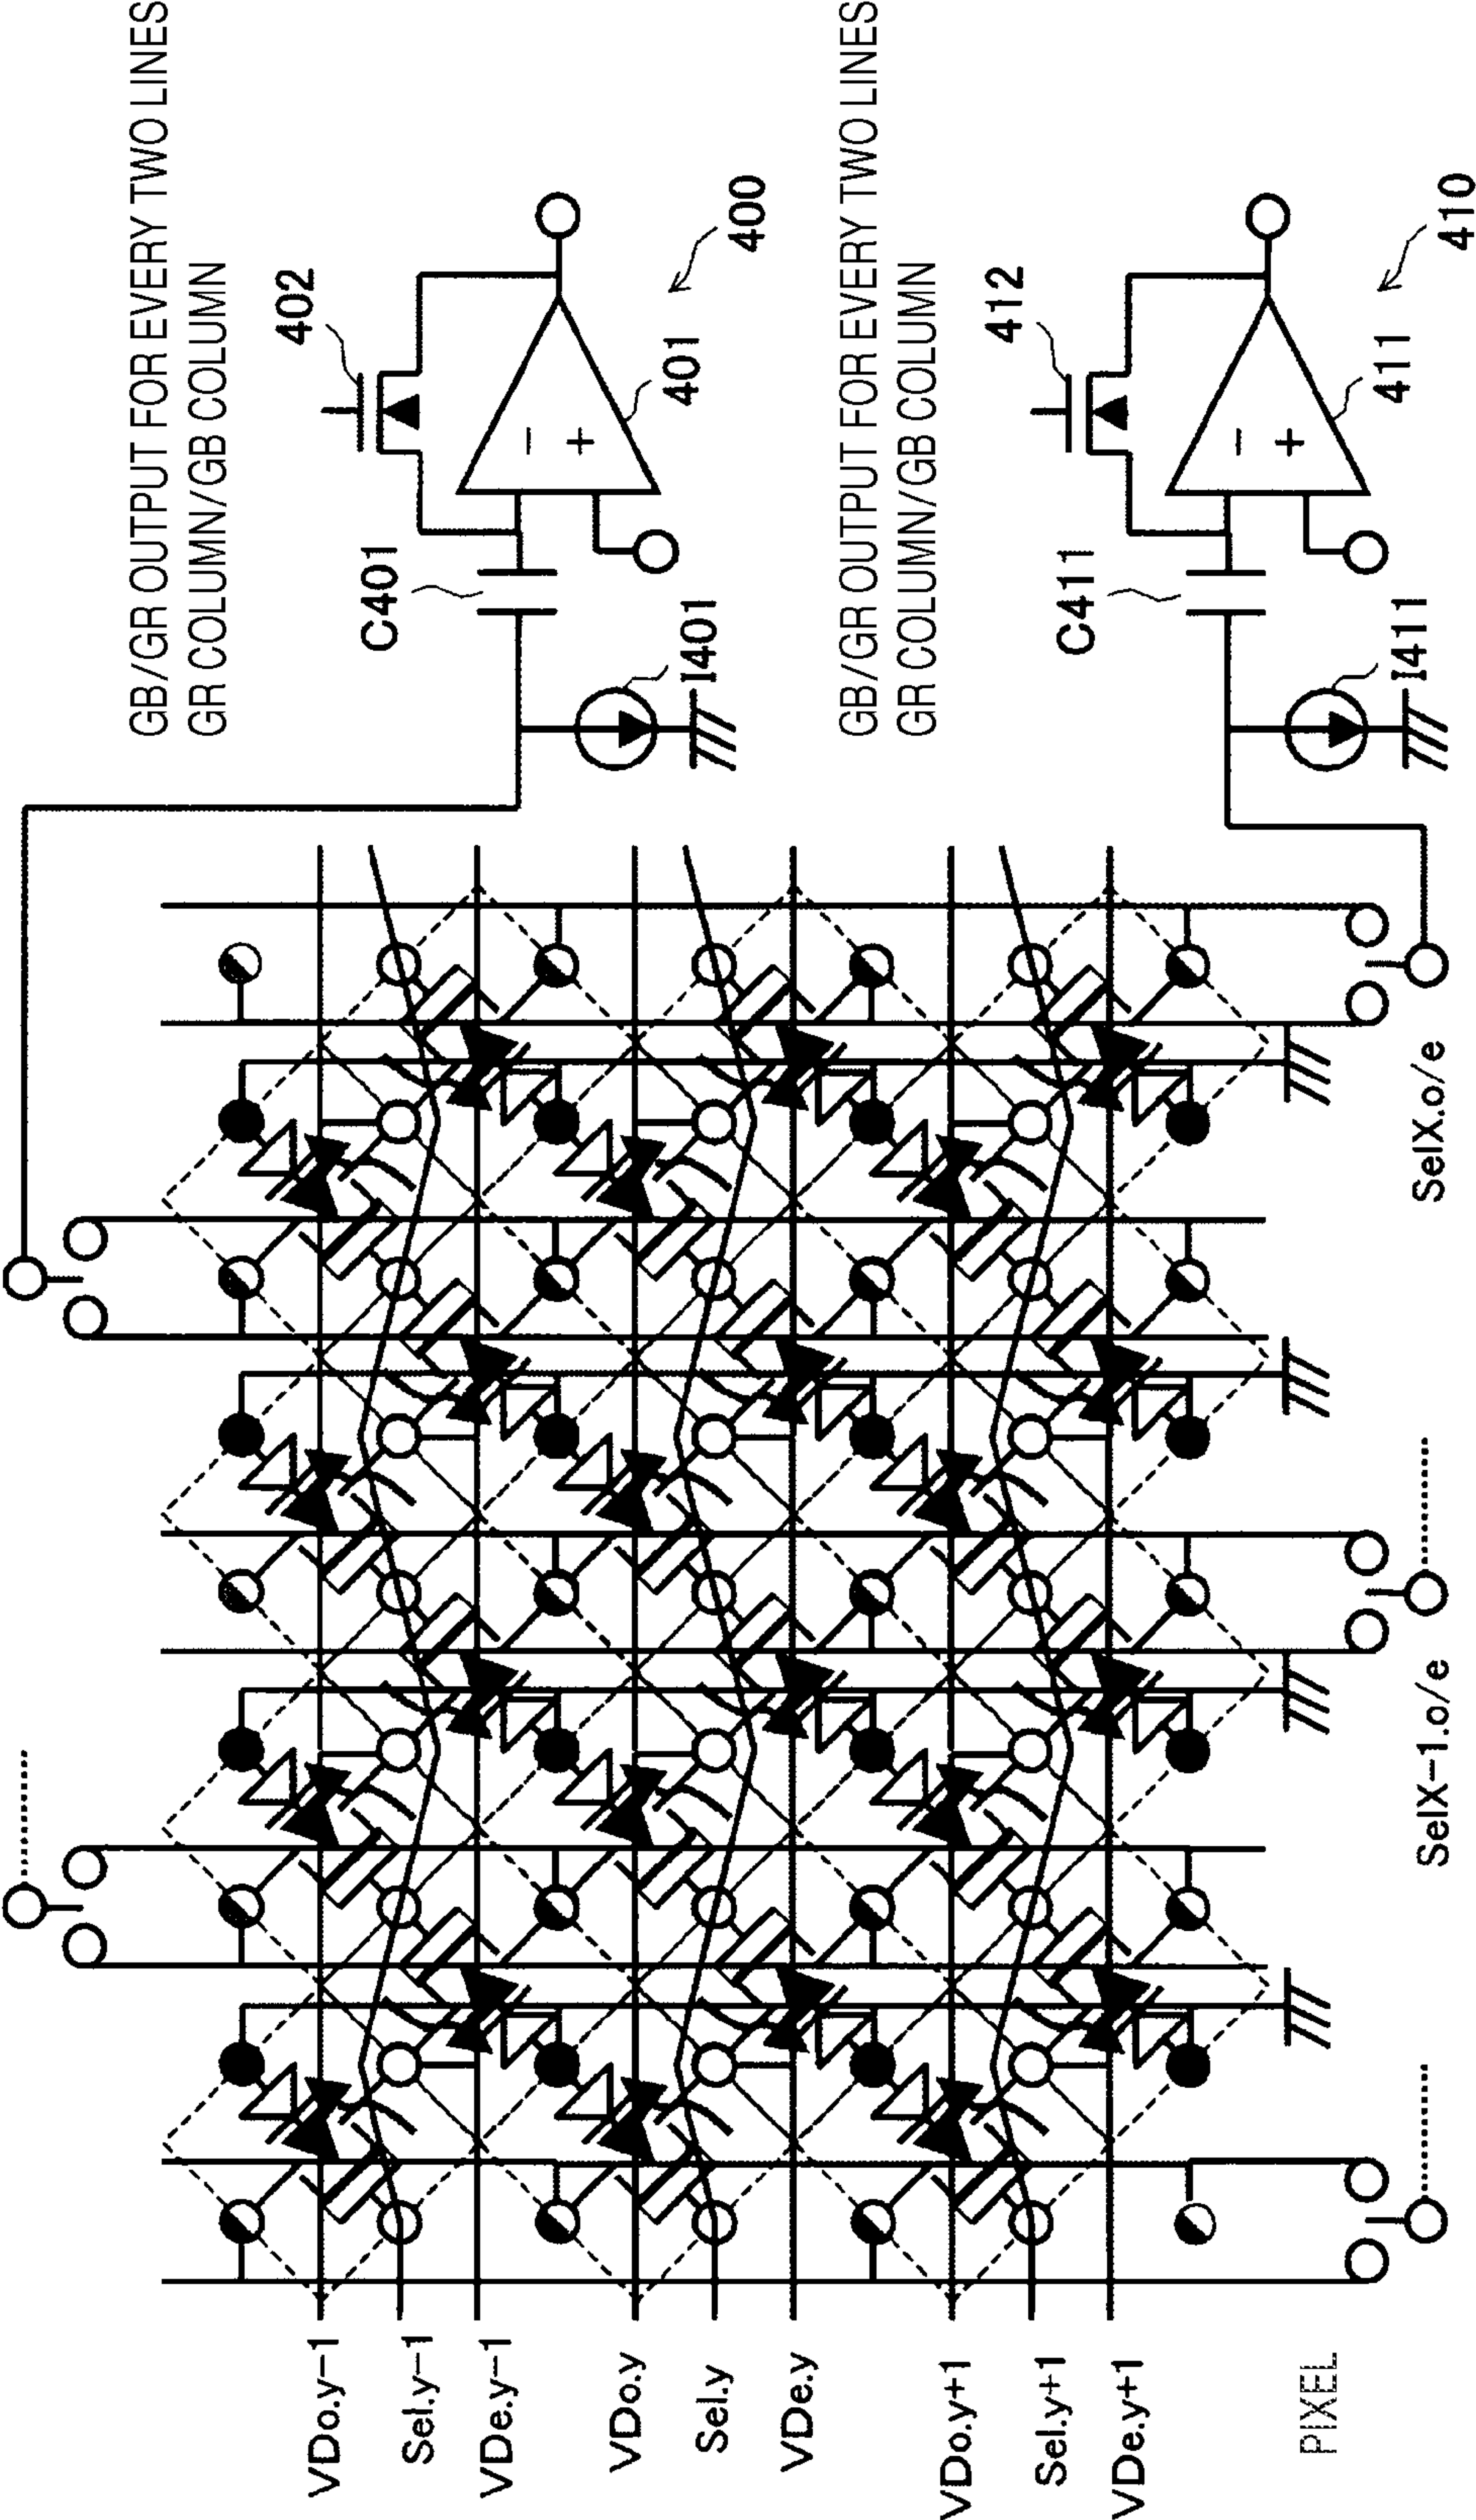 GB/GR OUTPUT FOR EVERY TWO LINES
GR COLUMN/GB COLUMN
402
401
400
C401
I401
GB/GR OUTPUT FOR EVERY TWO LINES
GR COLUMN/GB COLUMN
412
411
410
C411
I411
VDo.y-1
Sel.y-1
VDe.y-1
VDo.y
Sel.y
VDe.y
VDo.y+1
Sel.y+1
VDe.y+1
PIXEL
SelX-1.o/e
SelX.o/e